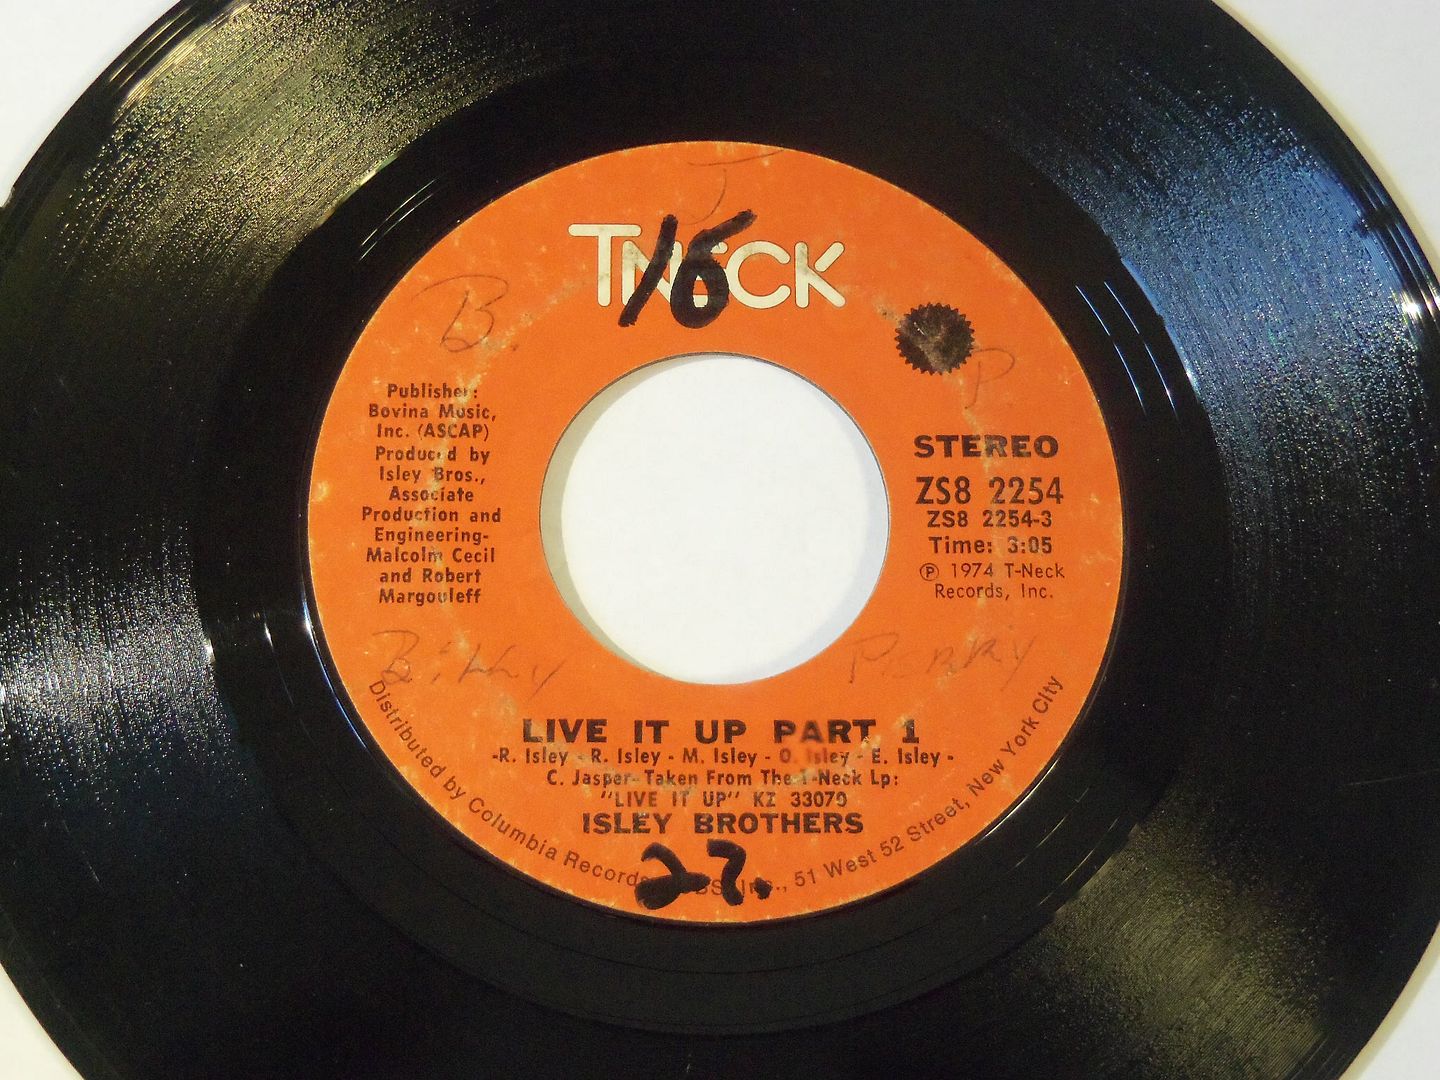 J
T-NECK
16
B.
P
Publisher:
Bovina Music,
Inc. (ASCAP)
Produced by
Isley Bros.,
Associate
Production and
Engineering-
Malcolm Cecil
and Robert
Margouleff
STEREO
ZS8 2254
ZS8 2254-3
Time: 3:05
Ⓟ 1974 T-Neck
Records, Inc.
Billy Perry
LIVE IT UP PART 1
-R. Isley - R. Isley - M. Isley - O. Isley - E. Isley -
C. Jasper- Taken From The T-Neck Lp:
"LIVE IT UP" KZ 33070
ISLEY BROTHERS
27.
Distributed by Columbia Records, CBS, Inc., 51 West 52 Street, New York City